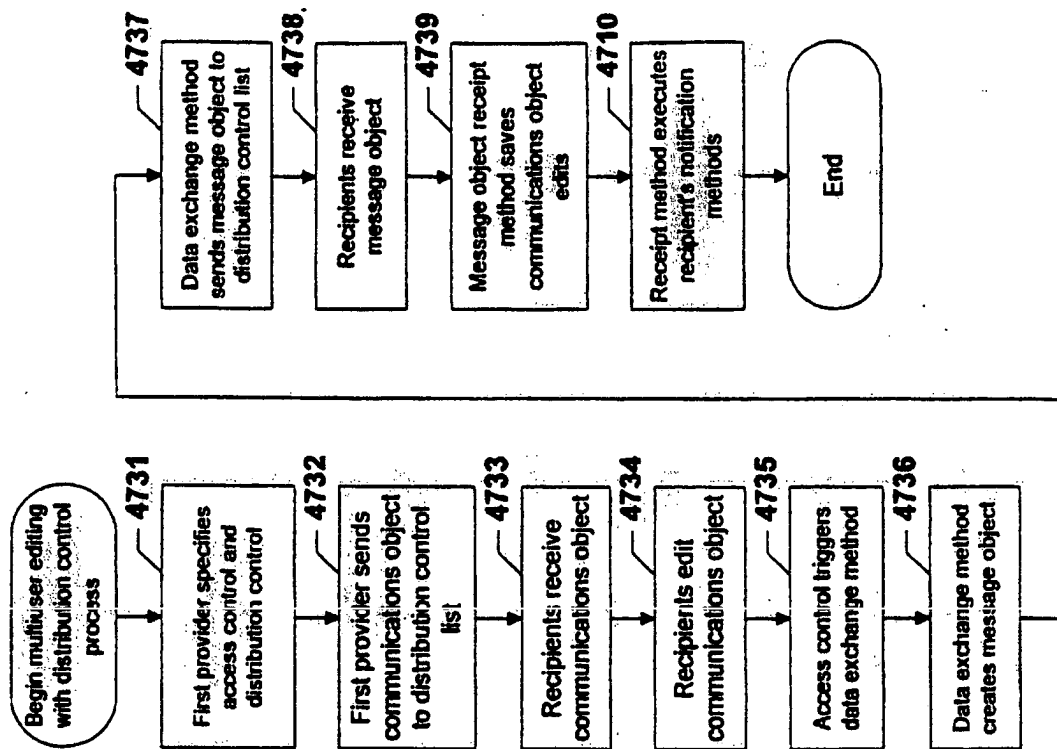 Begin multiuser editing
with distribution control
process
4731
First provider specifies
access control and
distribution control
4732
First provider sends
communications object
to distribution control
list
4733
Recipients receive
communications object
4734
Recipients edit
communications object
4735
Access control triggers
data exchange method
4736
Data exchange method
creates message object
4737
Data exchange method
sends message object to
distribution control list
4738.
Recipients receive
message object
4739
Message object receipt
method saves
communications object
edits
4710
Receipt method executes
recipient's notification
methods
End